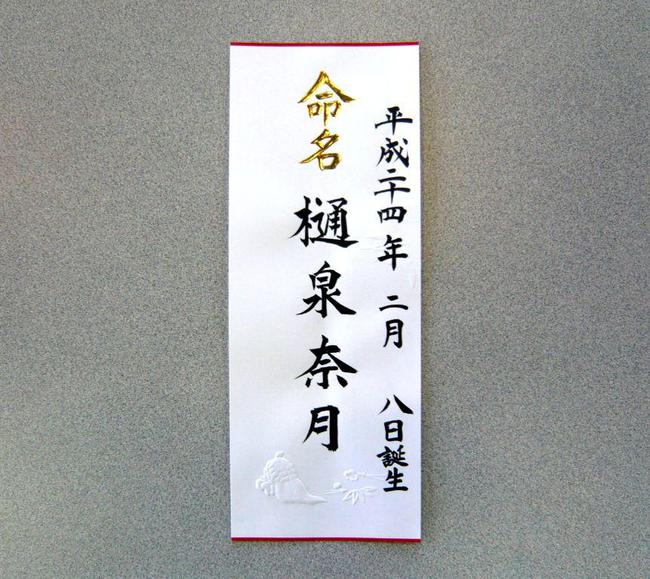 平成二十四年 二月 八日誕生
命名 樋泉奈月